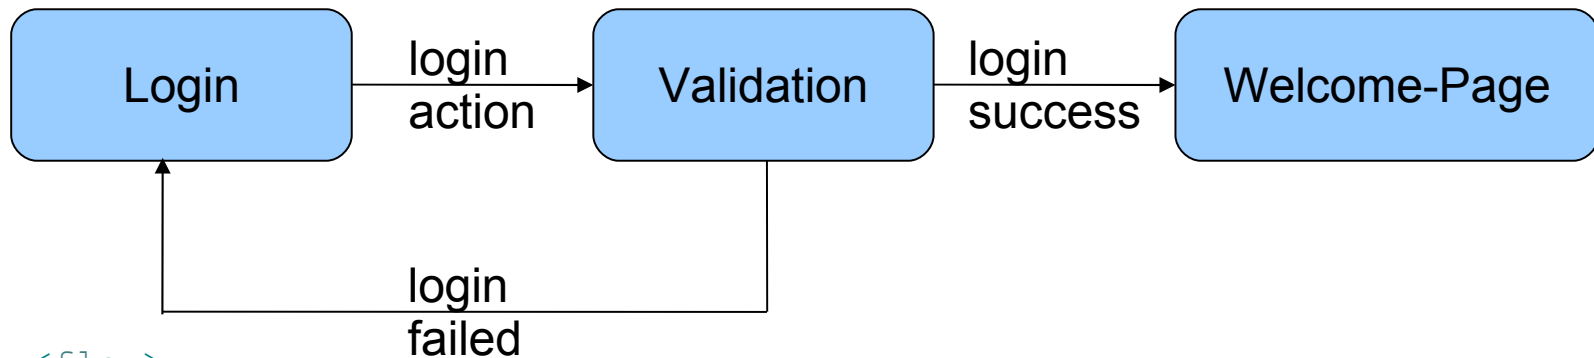 Login
login
action
Validation
login
success
Welcome-Page
login
failed